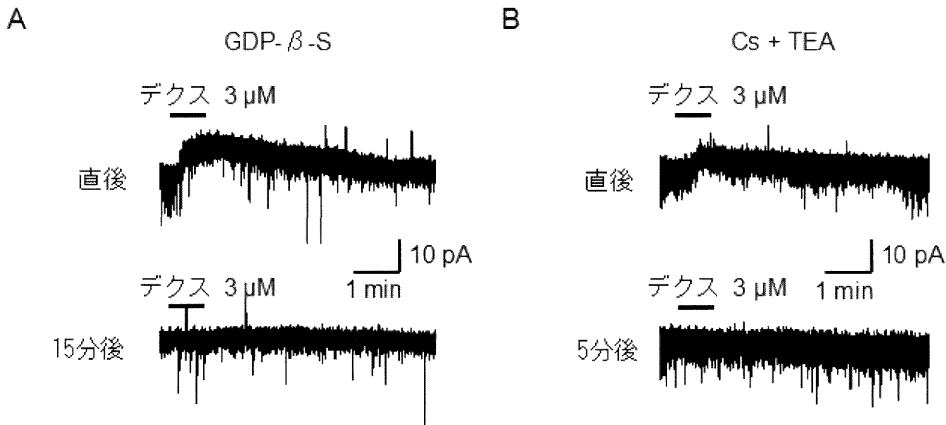 A
GDP-β-S
デクス 3 μM
直後
10 pA
1 min
デクス 3 μM
15分後
B
Cs + TEA
デクス 3 μM
直後
10 pA
1 min
デクス 3 μM
5分後